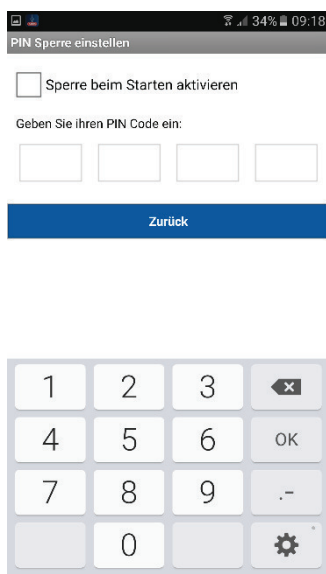 34% 09:18
PIN Sperre einstellen
Sperre beim Starten aktivieren
Geben Sie ihren PIN Code ein:
Zurück
1 2 3
4 5 6 OK
7 8 9 .-
0